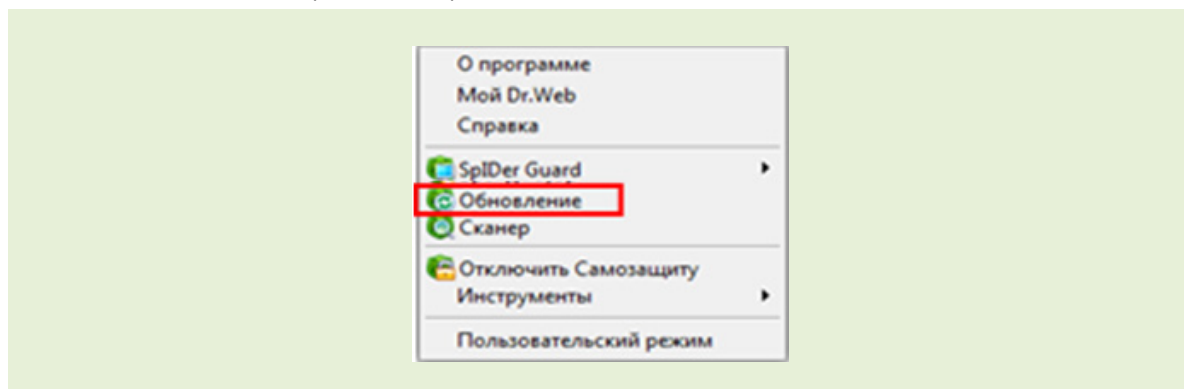 О программе
Мой Dr.Web
Справка
SpIDer Guard
Обновление
Сканер
Отключить Самозащиту
Инструменты
Пользовательский режим